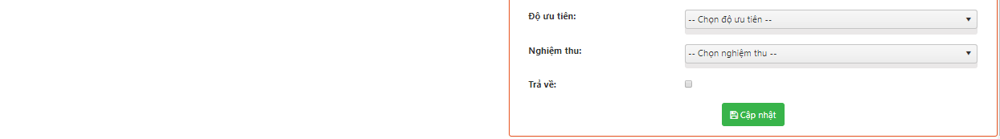 Độ ưu tiên: -- Chọn độ ưu tiên --
Nghiệm thu: -- Chọn nghiệm thu --
Trả về:
Cập nhật